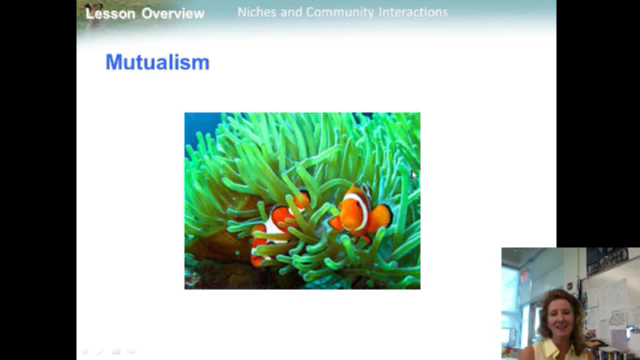 Lesson Overview
Niches and Community Interactions
Mutualism